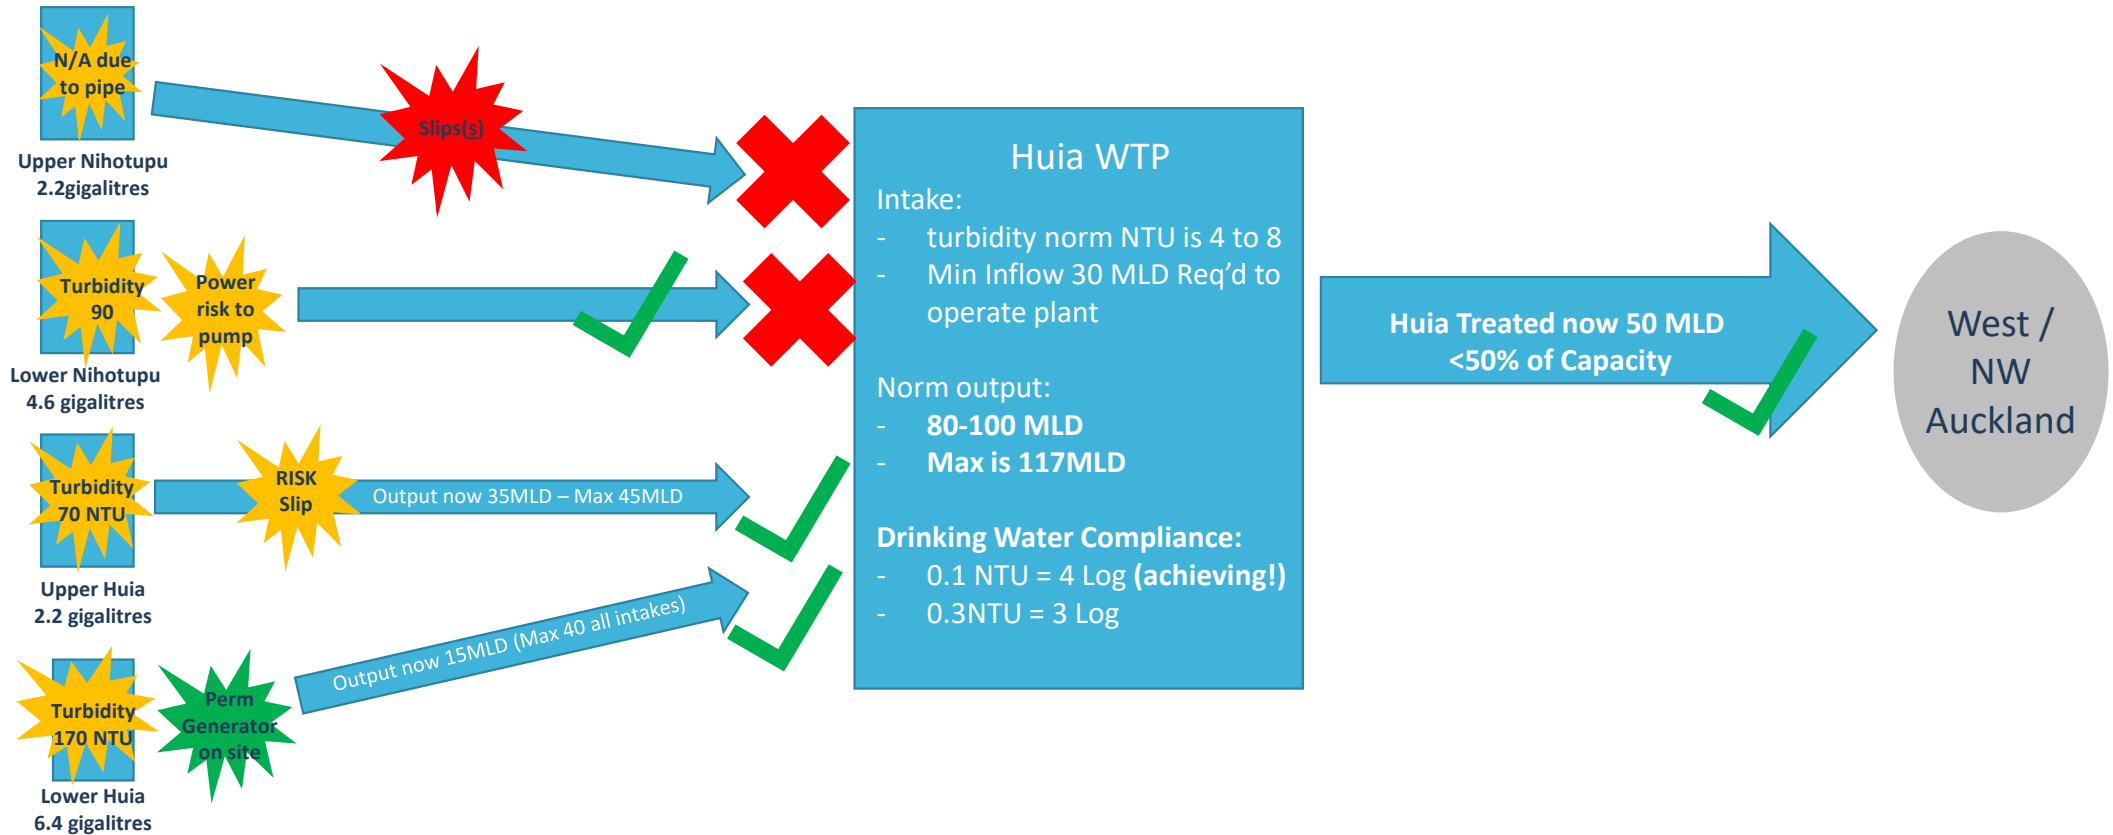 N/A due
to pipe
Upper Nihotupu
2.2gigalitres
Slips(s)
Turbidity
90
Power
risk to
pump
Lower Nihotupu
4.6 gigalitres
Turbidity
70 NTU
RISK
Slip
Output now 35MLD – Max 45MLD
Upper Huia
2.2 gigalitres
Turbidity
170 NTU
Perm
Generator
on site
Output now 15MLD (Max 40 all intakes)
Lower Huia
6.4 gigalitres
Huia WTP
Intake:
- turbidity norm NTU is 4 to 8
- Min Inflow 30 MLD Req’d to
operate plant
Norm output:
- 80-100 MLD
- Max is 117MLD
Drinking Water Compliance:
- 0.1 NTU = 4 Log (achieving!)
- 0.3NTU = 3 Log
Huia Treated now 50 MLD
<50% of Capacity
West /
NW
Auckland